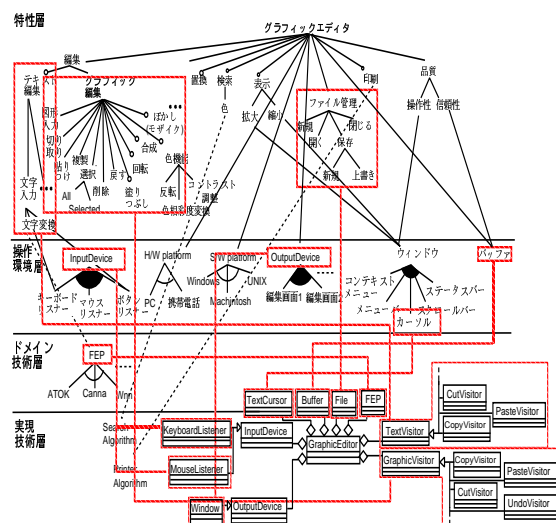 特性層
グラフィックエディタ
編集
テキスト
編集
グラフィック
編集
置換
検索
色
表示
拡大
縮小
印刷
品質
操作性
信頼性
ファイル管理
新規
開く
保存
閉じる
新規
上書き
図形
入力
切り
取り
貼り
つけ
複製
選択
All
Selected
削除
戻す
塗り
つぶし
回転
合成
ぼかし
(モザイク)
色機能
反転
色相彩度変換
コントラスト
調整
文字
入力
文字変換
操作
環境層
InputDevice
キーボード
リスナー
マウス
リスナー
ボタン
リスナー
H/W platform
PC
携帯電話
S/W platform
Windows
Machintosh
UNIX
OutputDevice
編集画面1
編集画面2
ウィンドウ
コンテキスト
メニュー
メニューバー
カーソル
スクロールバー
ステータスバー
バッファ
ドメイン
技術層
FEP
ATOK
Canna
Wnn
実現
技術層
Search
Algorithm
Printer
Algorithm
KeyboardListener
MouseListener
InputDevice
Window
OutputDevice
TextCursor
Buffer
File
FEP
GraphicEditor
TextVisitor
GraphicVisitor
CutVisitor
CopyVisitor
PasteVisitor
CopyVisitor
PasteVisitor
CutVisitor
UndoVisitor